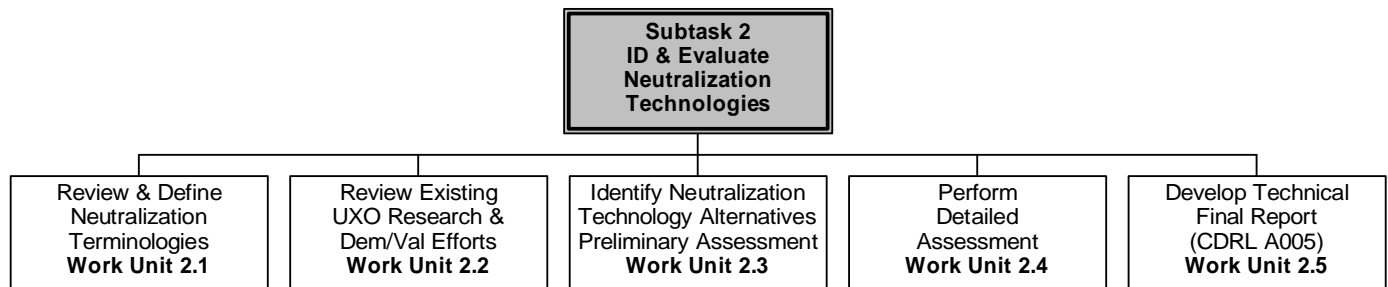 Subtask 2
ID & Evaluate
Neutralization
Technologies
Review & Define
Neutralization
Terminologies
Work Unit 2.1
Review Existing
UXO Research &
Dem/Val Efforts
Work Unit 2.2
Identify Neutralization
Technology Alternatives
Preliminary Assessment
Work Unit 2.3
Perform
Detailed
Assessment
Work Unit 2.4
Develop Technical
Final Report
(CDRL A005)
Work Unit 2.5